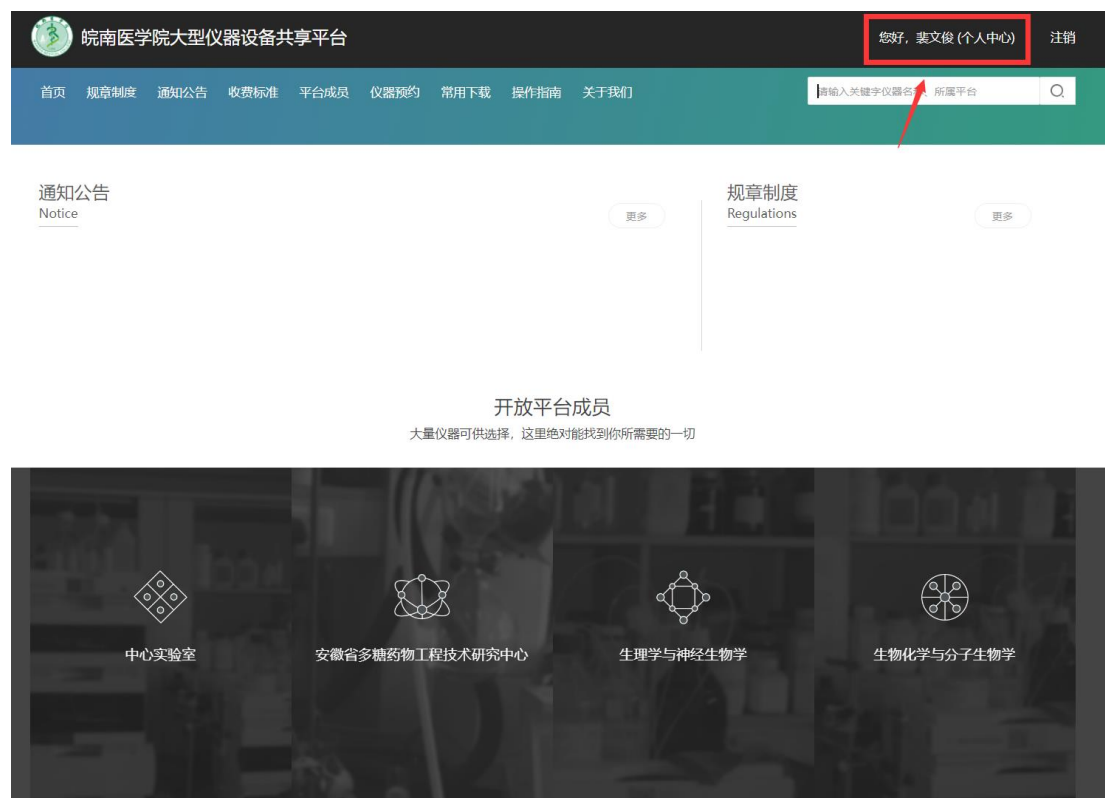 皖南医学院大型仪器设备共享平台
您好，裴文俊 (个人中心) 注销
首页 规章制度 通知公告 收费标准 平台成员 仪器预约 常用下载 操作指南 关于我们
请输入关键字仪器名 、所属平台
通知公告
Notice
更多
规章制度
Regulations
更多
开放平台成员
大量仪器可供选择，这里绝对能找到你所需要的一切
中心实验室
安徽省多糖药物工程技术研究中心
生理学与神经生物学
生物化学与分子生物学